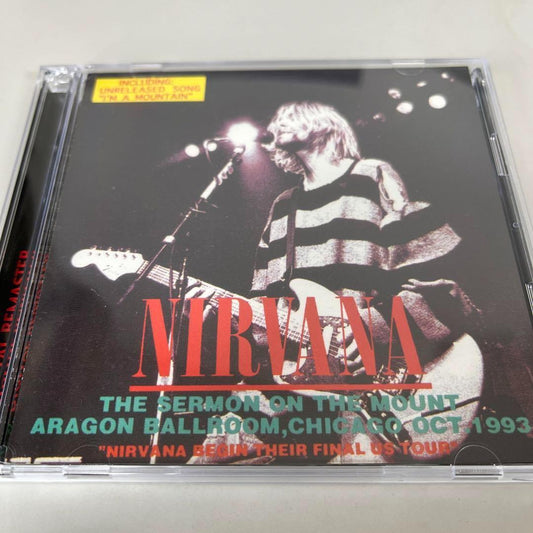 INCLUDING:
UNRELEASED SONG
"I'M A MOUNTAIN"
NIRVANA
THE SERMON ON THE MOUNT
ARAGON BALLROOM,CHICAGO OCT 1993
"NIRVANA BEGIN THEIR FINAL US TOUR"
REMASTER